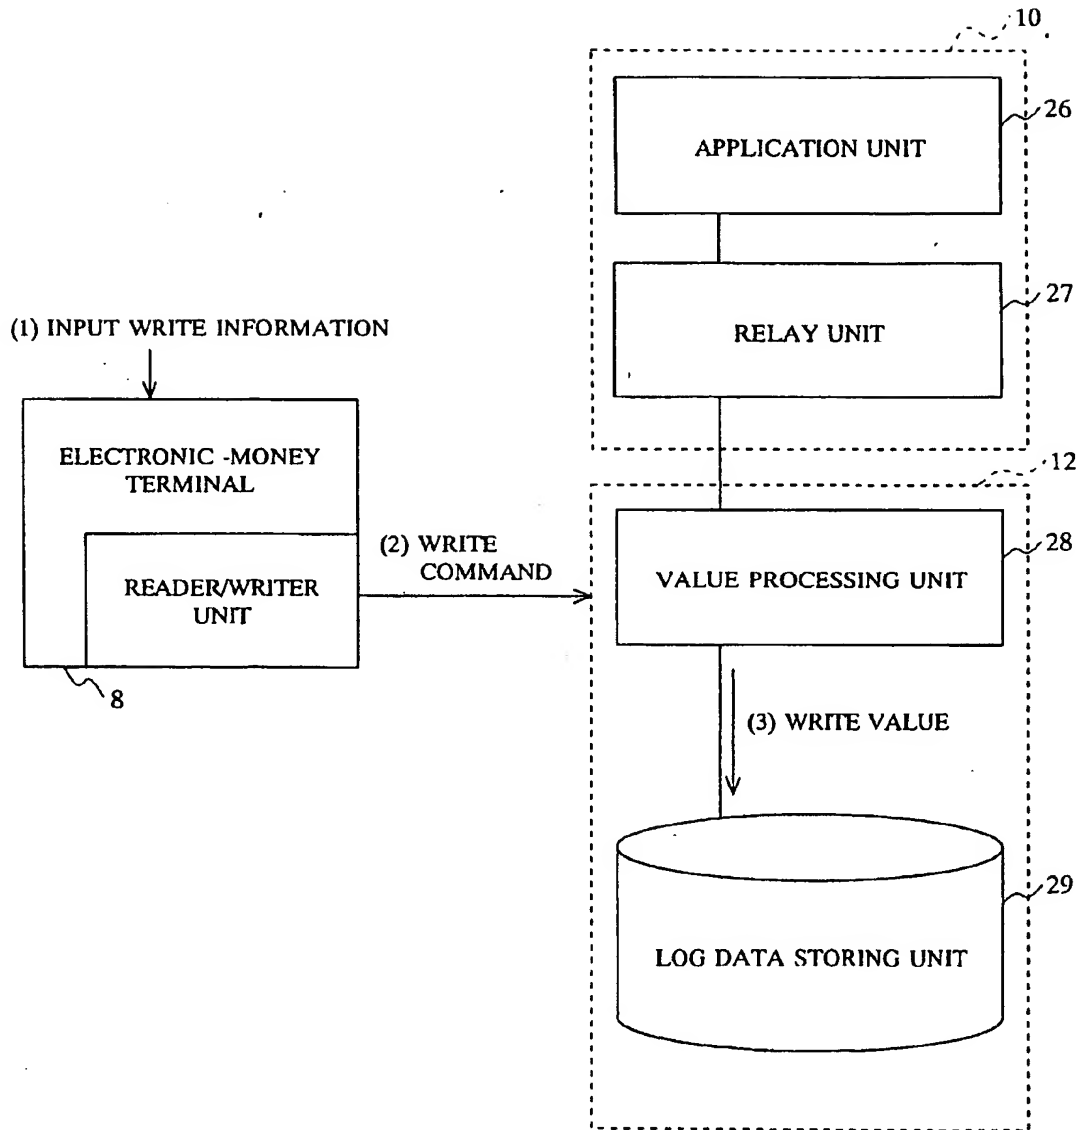 10
26
APPLICATION UNIT
27
RELAY UNIT
(1) INPUT WRITE INFORMATION
ELECTRONIC -MONEY
TERMINAL
READER/WRITER
UNIT
8
(2) WRITE
COMMAND
12
28
VALUE PROCESSING UNIT
(3) WRITE VALUE
29
LOG DATA STORING UNIT